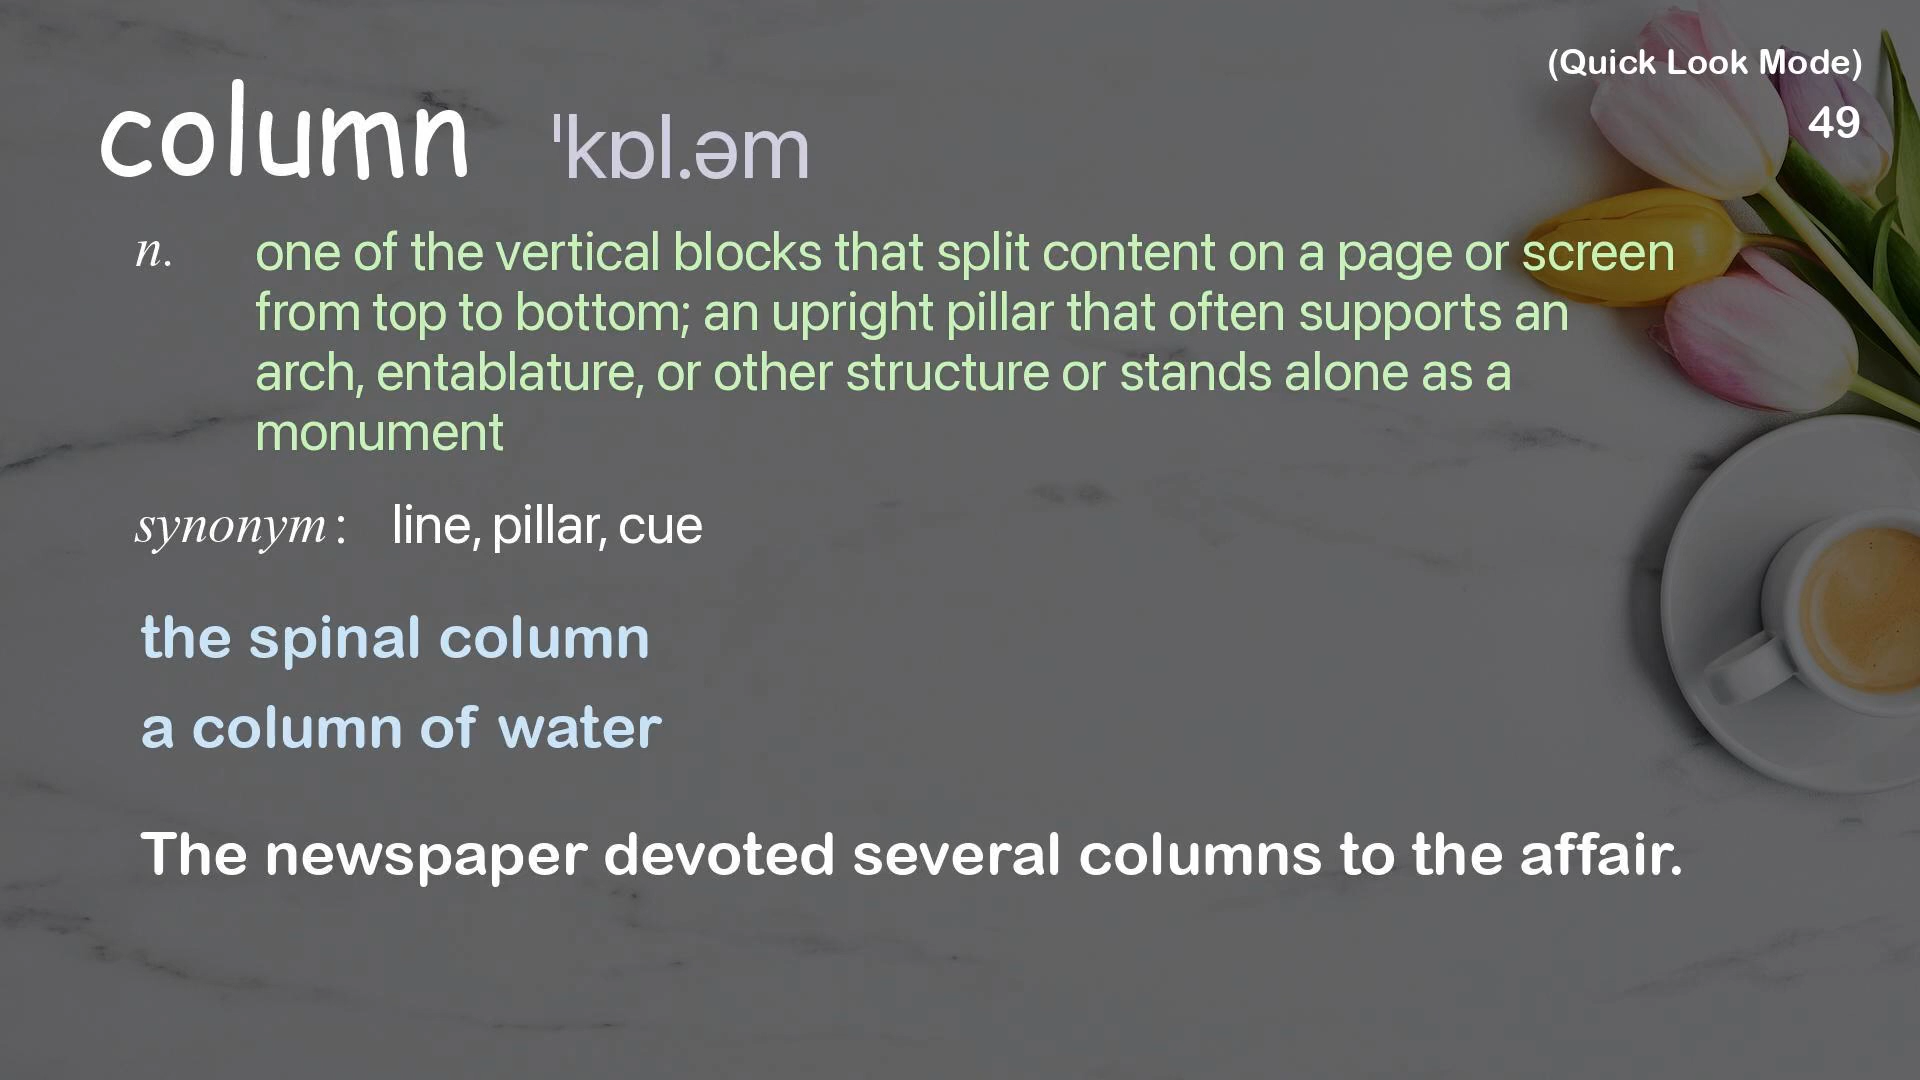 (Quick Look Mode)
49
column ˈkɒl.əm
n. one of the vertical blocks that split content on a page or screen
from top to bottom; an upright pillar that often supports an
arch, entablature, or other structure or stands alone as a
monument
synonym: line, pillar, cue
the spinal column
a column of water
The newspaper devoted several columns to the affair.